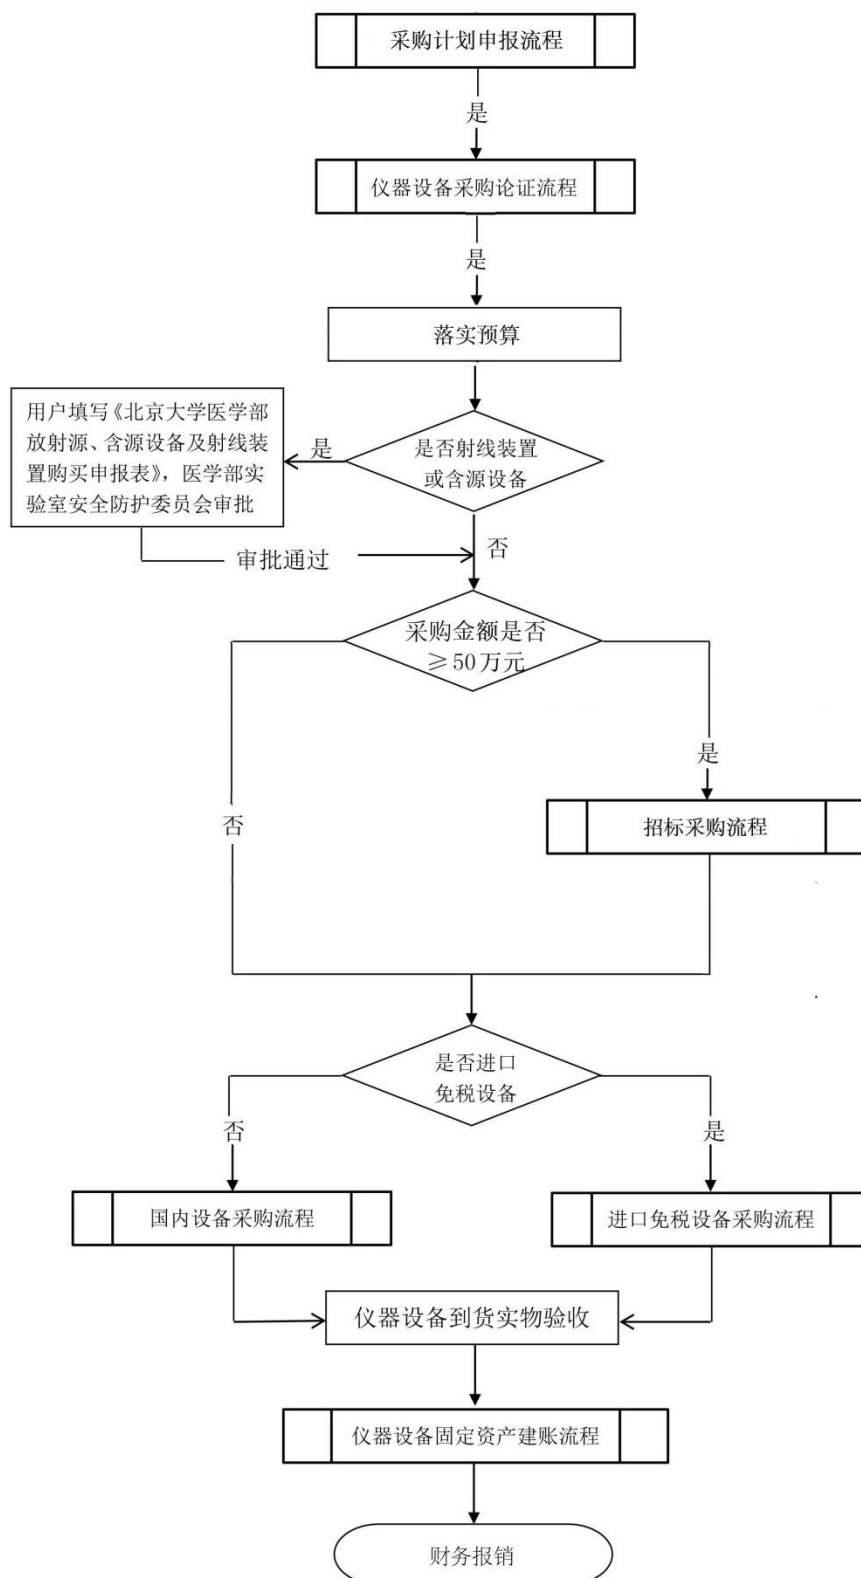 采购计划申报流程
是
仪器设备采购论证流程
是
落实预算
用户填写《北京大学医学部
放射源、含源设备及射线装
置购买申报表》，医学部实
验室安全防护委员会审批
是
是否射线装置
或含源设备
审批通过
否
采购金额是否
≥50万元
是
否
招标采购流程
是否进口
免税设备
否
是
国内设备采购流程
进口免税设备采购流程
仪器设备到货实物验收
仪器设备固定资产建账流程
财务报销